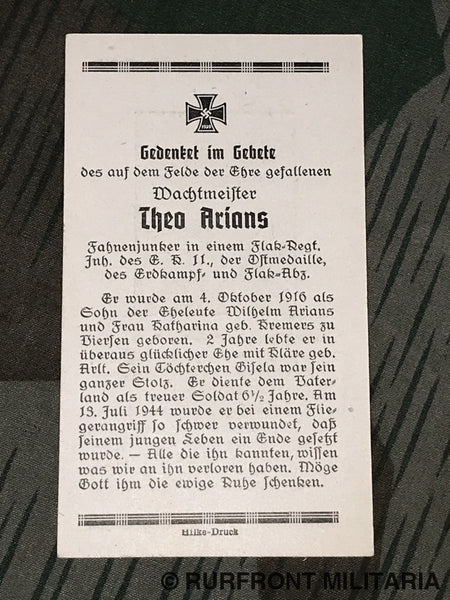 Gedenket im Gebete
des auf dem Felde der Ehre gefallenen
Wachtmeister
Theo Arians
Fahnenjunker in einem Flak-Regt.
Inh. des E. K. 11., der Ostmedaille,
des Erdkampf- und Flak-Abz.
Er wurde am 4. Oktober 1916 als
Sohn der Eheleute Wilhelm Arians
und Frau Katharina geb. Kremers zu
Viersen geboren. 2 Jahre lebte er in
überaus glücklicher Ehe mit Kläre geb.
Arlt. Sein Töchterchen Gisela war sein
ganzer Stolz. Er diente dem Vater-
land als treuer Soldat 6½ Jahre. Am
13. Juli 1944 wurde er bei einem Flie-
gerangriff so schwer verwundet, daß
seinem jungen Leben ein Ende gesetzt
wurde. — Alle die ihn kannten, wissen
was wir an ihn verloren haben. Möge
Gott ihm die ewige Ruhe schenken.
Hilke-Druck
© RURFRONT MILITARIA